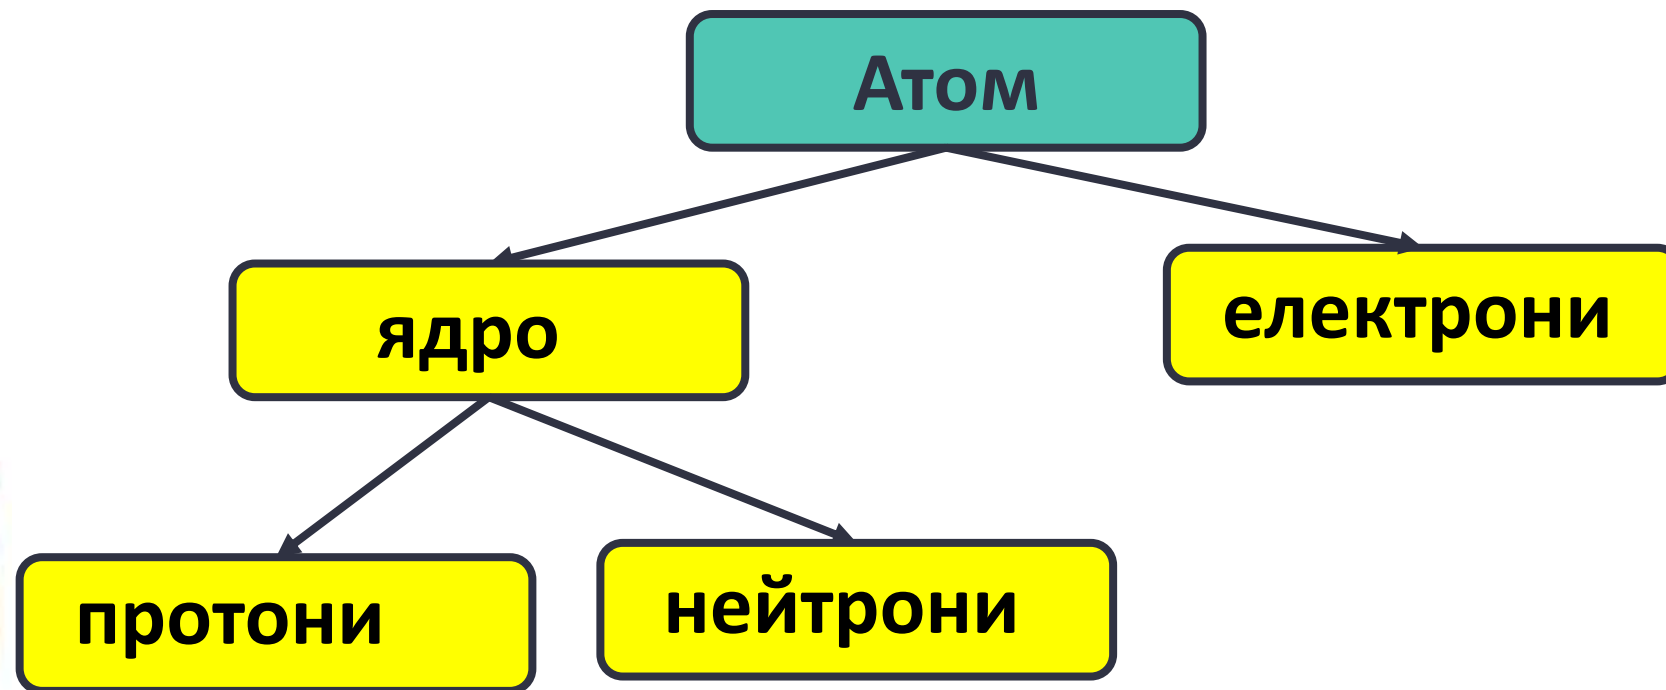 Атом
ядро
електрони
протони
нейтрони